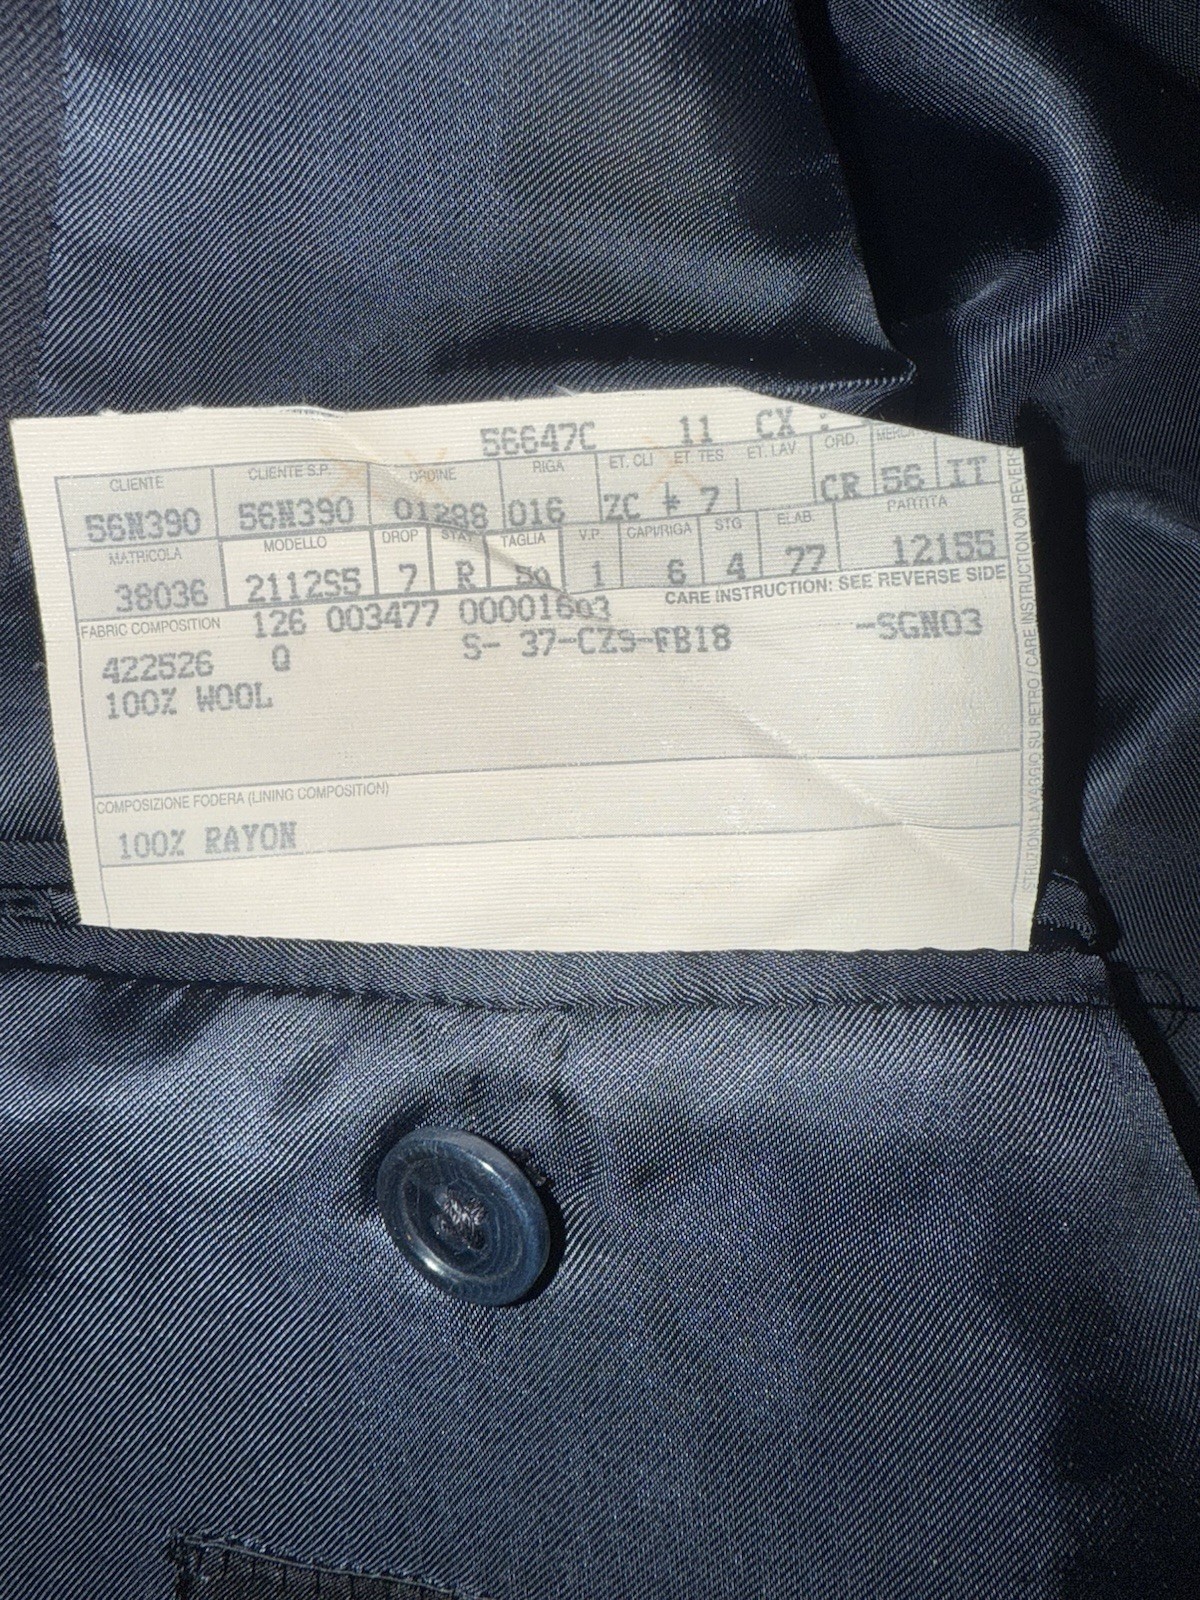 56647C 11 CX :
CLIENTE CLIENTE S.P. ORDINE RIGA ET. CLI ET. TES ET. LAV ORD.
56N390 56N390 01288 016 ZC * 7 CR 56 IT
MATRICOLA MODELLO DROP STAT TAGLIA V.P. CAPI/RIGA STG ELAB. PARTITA
38036 2112S5 7 R 50 1 6 4 77 12155
FABRIC COMPOSITION 126 003477 00001603 CARE INSTRUCTION: SEE REVERSE SIDE
422526 Q S- 37-CZS-FB18 -SGN03
100% WOOL
COMPOSIZIONE FODERA (LINING COMPOSITION)
100% RAYON
ISTRUZIONI LAVAGGIO SU RETRO / CARE INSTRUCTION ON REVER